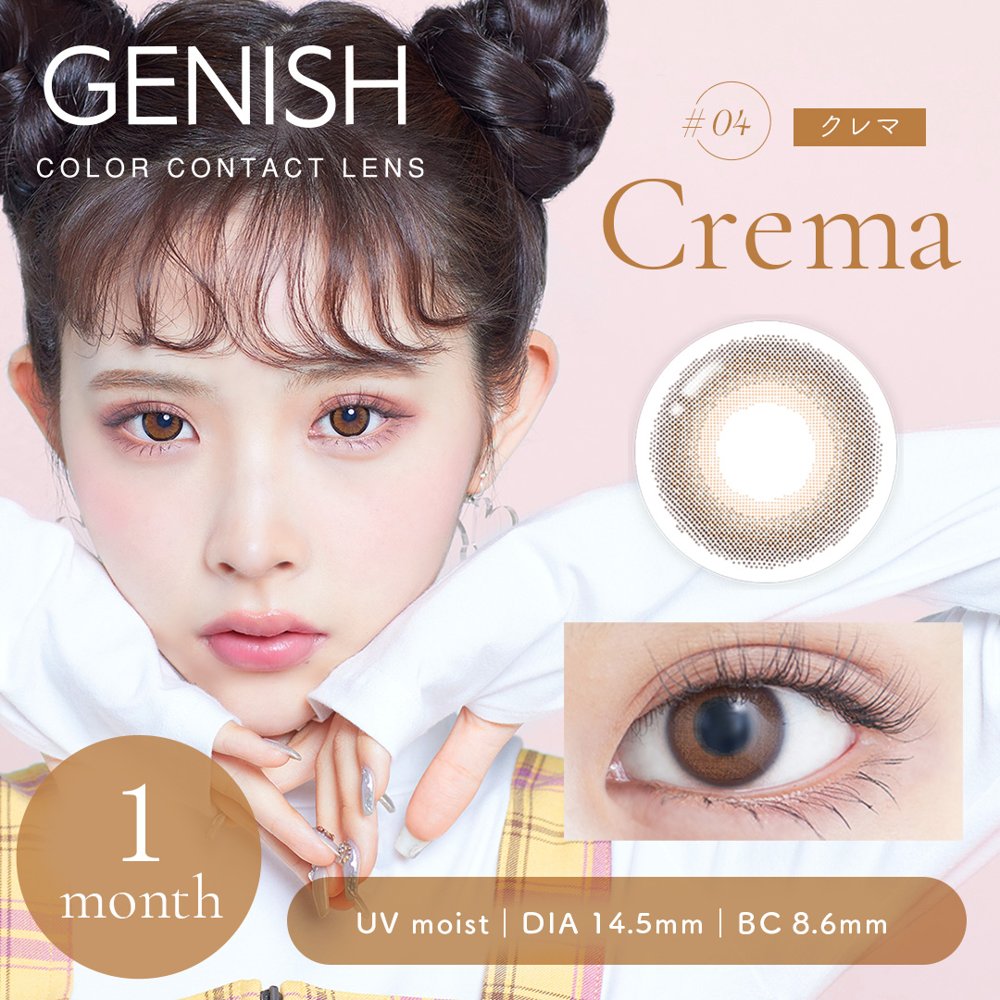 GENISH
COLOR CONTACT LENS
#04
クレマ
Crema
1
month
UV moist | DIA 14.5mm | BC 8.6mm